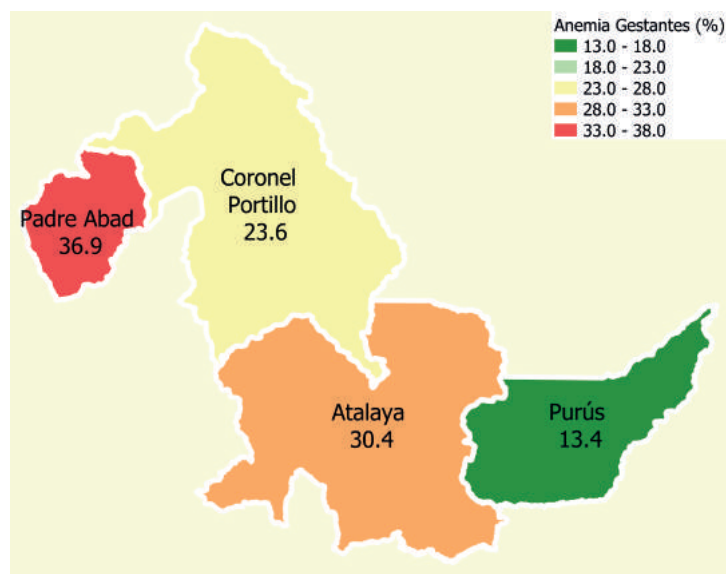 Anemia Gestantes (%)
13.0 - 18.0
18.0 - 23.0
23.0 - 28.0
28.0 - 33.0
33.0 - 38.0
Coronel
Portillo
23.6
Padre Abad
36.9
Atalaya
30.4
Purús
13.4